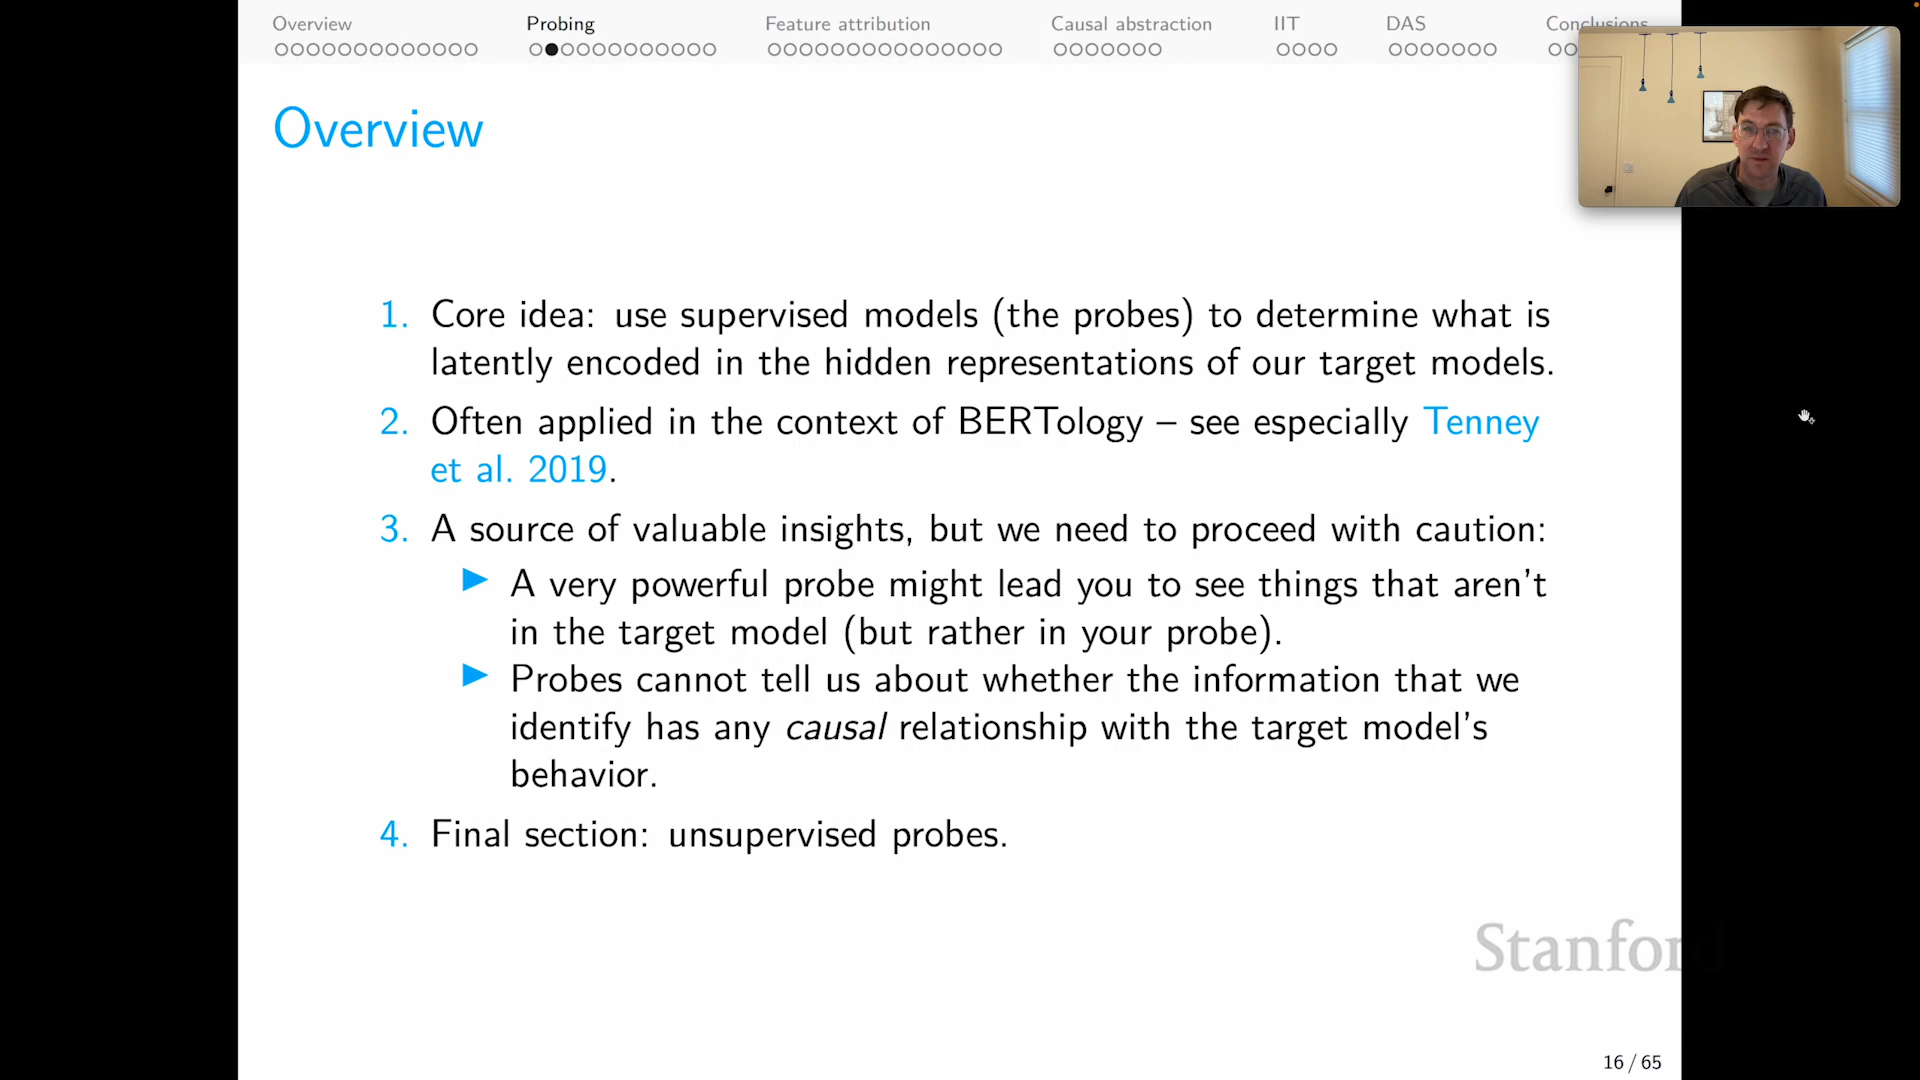 Overview
Probing
Feature attribution
Causal abstraction
IIT
DAS
Conclusions
Overview
1. Core idea: use supervised models (the probes) to determine what is
latently encoded in the hidden representations of our target models.
2. Often applied in the context of BERTology – see especially Tenney
et al. 2019.
3. A source of valuable insights, but we need to proceed with caution:
▶ A very powerful probe might lead you to see things that aren't
in the target model (but rather in your probe).
▶ Probes cannot tell us about whether the information that we
identify has any causal relationship with the target model's
behavior.
4. Final section: unsupervised probes.
Stanford
16 / 65